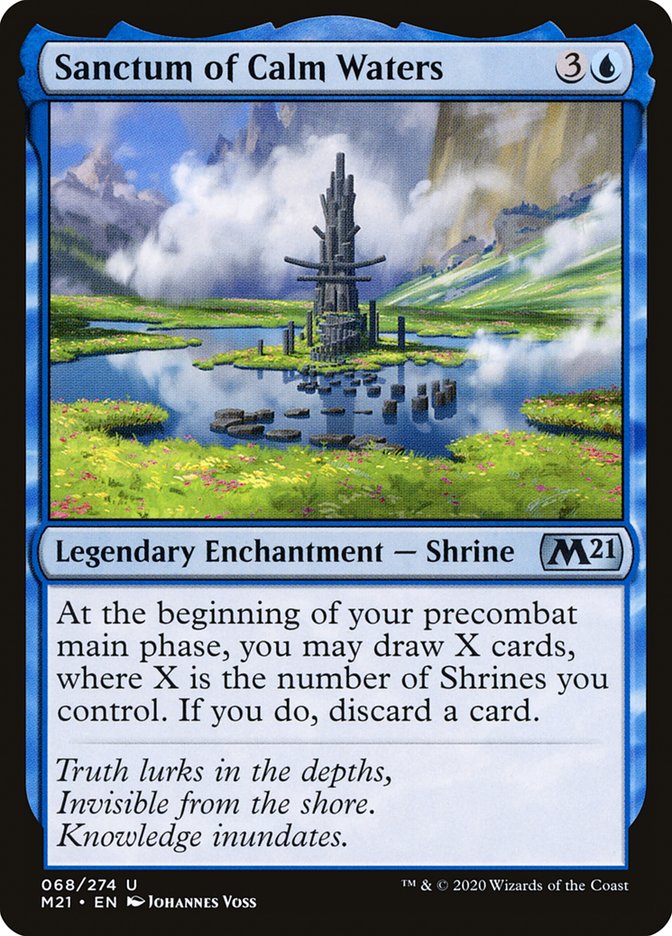 Sanctum of Calm Waters 3
Legendary Enchantment — Shrine M21
At the beginning of your precombat
main phase, you may draw X cards,
where X is the number of Shrines you
control. If you do, discard a card.
Truth lurks in the depths,
Invisible from the shore.
Knowledge inundates.
068/274 U
M21 • EN Johannes Voss
™ & © 2020 Wizards of the Coast